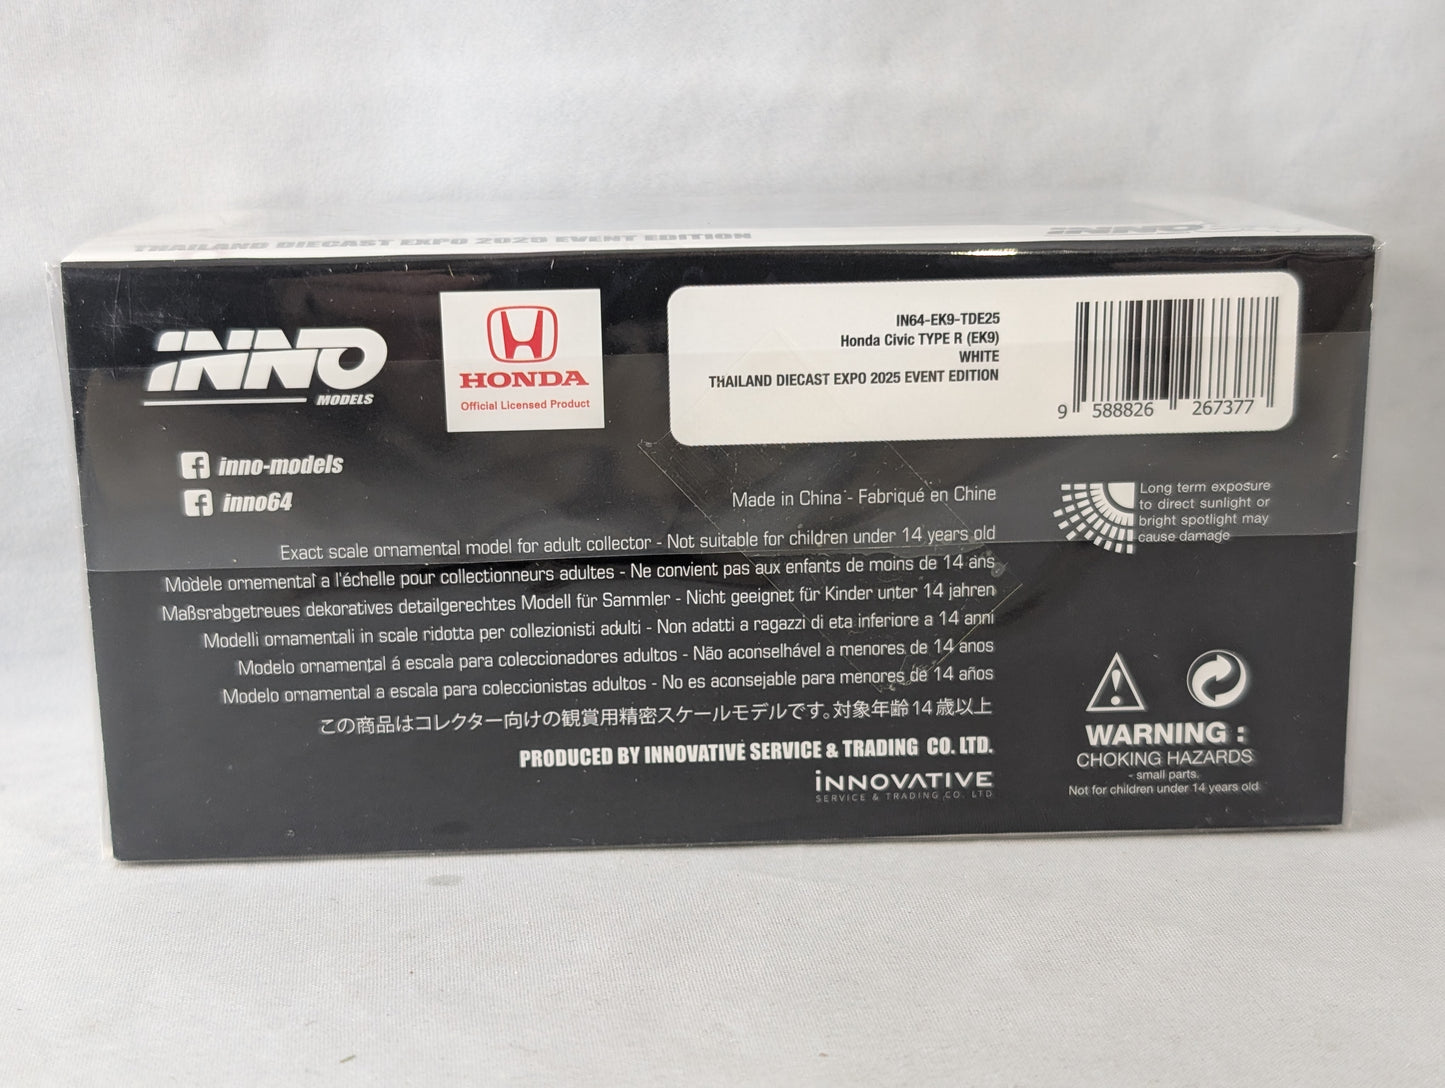 THAILAND DIECAST EXPO 2025 EVENT EDITION
INNO
INNO
MODELS
HONDA
Official Licensed Product
IN64-EK9-TDE25
Honda Civic TYPE R (EK9)
WHITE
THAILAND DIECAST EXPO 2025 EVENT EDITION
9 588826 267377
inno-models
inno64
Made in China - Fabriqué en Chine
Long term exposure
to direct sunlight or
bright spotlight may
cause damage
Exact scale ornamental model for adult collector - Not suitable for children under 14 years old
Modele ornemental a l'échelle pour collectionneurs adultes - Ne convient pas aux enfants de moins de 14 ans
Maßsrabgetreues dekoratives detailgerechtes Modell für Sammler - Nicht geeignet für Kinder unter 14 jahren
Modelli ornamentali in scale ridotta per collezionisti adulti - Non adatti a ragazzi di eta inferiore a 14 anni
Modelo ornamental á escala para coleccionadores adultos - Não aconselhável a menores de 14 anos
Modelo ornamental a escala para coleccionistas adultos - No es aconsejable para menores de 14 años
この商品はコレクター向けの観賞用精密スケールモデルです。対象年齢14歳以上
PRODUCED BY INNOVATIVE SERVICE & TRADING CO. LTD.
INNOVATIVE
SERVICE & TRADING CO. LTD
WARNING :
CHOKING HAZARDS
- small parts.
Not for children under 14 years old